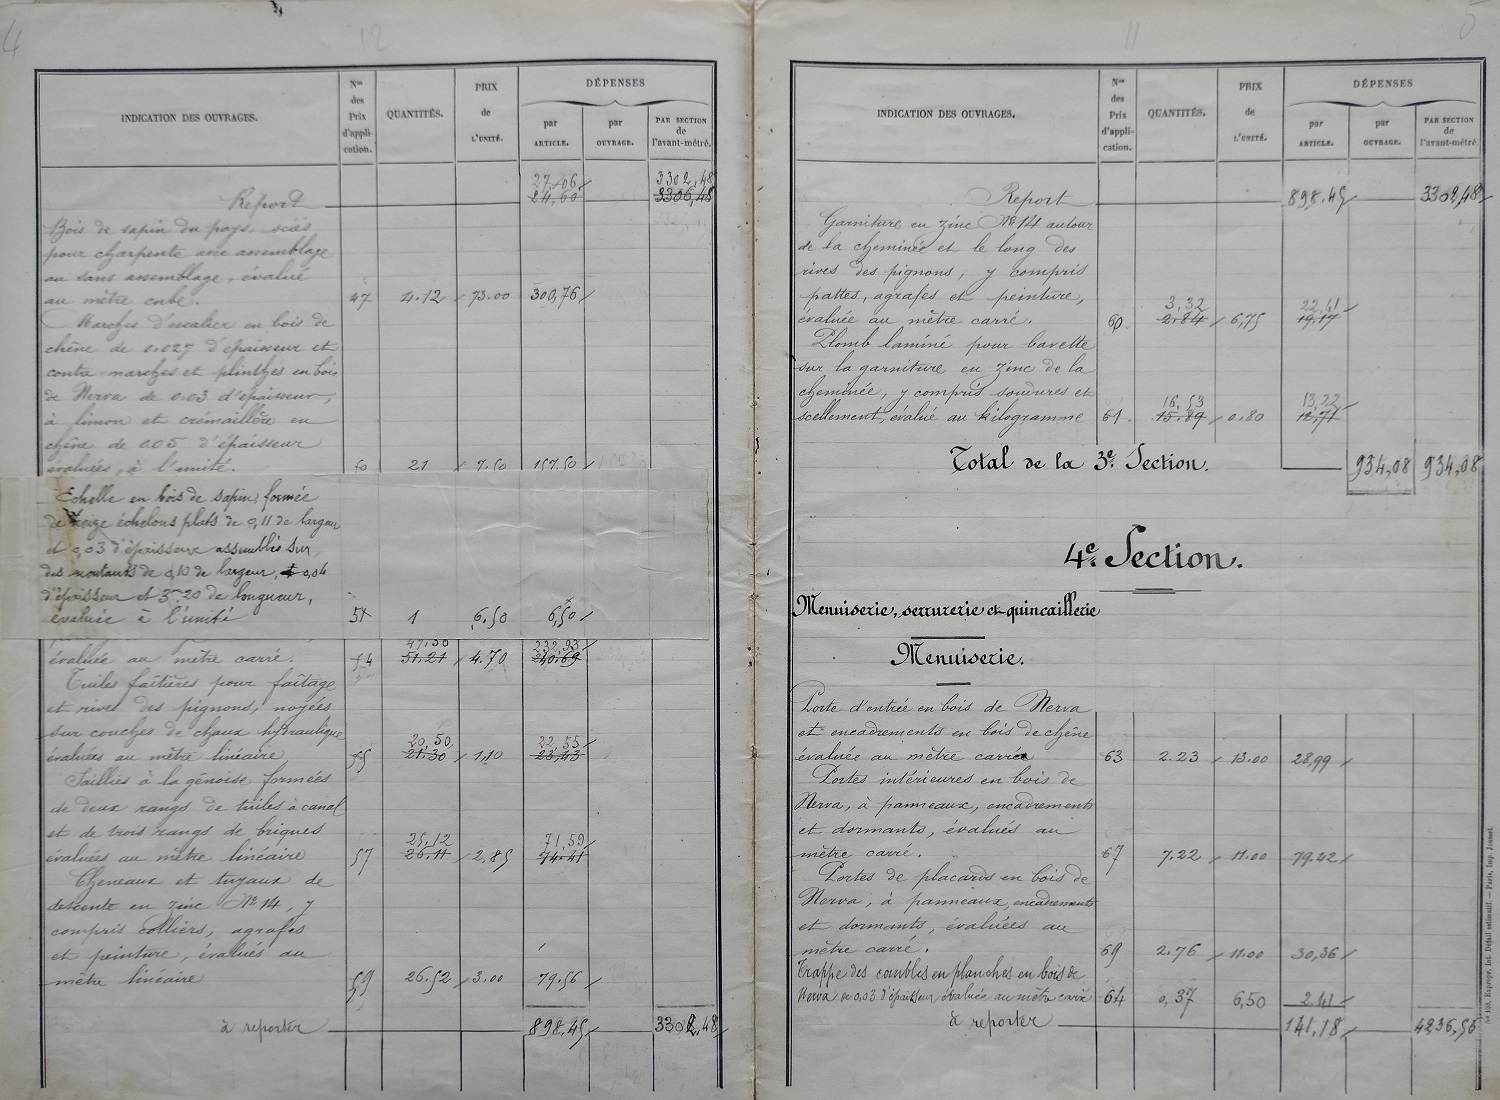 4
12
INDICATION DES OUVRAGES.
Nos des Prix d'appli-cation.
QUANTITÉS.
PRIX de L'UNITÉ.
DÉPENSES
par ARTICLE.
par OUVRAGE.
PAR SECTION de l'avant-métré.
27.06 3302,48
Report 24,60 3306,48
Bois de sapin du pays, sciés
pour charpente avec assemblage
ou sans assemblage, évalué
au mètre cube. 47 4.12 73.00 300,76
Marches d'escalier en bois de
chêne de 0.027 d'épaisseur et
contre-marches et plinthes en bois
de Nerva de 0.03 d'épaisseur,
à limon et crémaillère en
chêne de 0.05 d'épaisseur
évaluées, à l'unité. 50 21 7.50 157.50
Echelle en bois de sapin, formée
de treize échelons plats de 0,11 de largeur
et 0,03 d'épaisseur assemblés sur
des montants de 0,10 de largeur, 0,04
d'épaisseur et 3m20 de longueur,
évaluée à l'unité 51 1 6.50 6,50
47,50 232,93
évaluée au mètre carré. 54 51.21 4.70 240.69
Tuiles faîtières pour faîtage
et rives des pignons, noyées
sur couches de chaux hydraulique
20,50 22,55
évaluées au mètre linéaire 55 21.30 1,10 23,43
Saillies à la génoise formées
de deux rangs de tuiles à canal
et de trois rangs de briques
25,12 71,59
évaluées au mètre linéaire 57 26.11 2,85 74.41
Cheneaux et tuyaux de
descente en zinc No 14, y
compris colliers, agrafes
et peinture, évalués au
mètre linéaire 59 26.52 3.00 79.56
à reporter 898.45 3302,48
11
5
INDICATION DES OUVRAGES.
Nos des Prix d'appli-cation.
QUANTITÉS.
PRIX de L'UNITÉ.
DÉPENSES
par ARTICLE.
par OUVRAGE.
PAR SECTION de l'avant-métré.
Report 898.45 3302,48
Garniture en zinc No 14 autour
de la cheminée et le long des
rives des pignons, y compris
pattes, agrafes et peinture,
3,32 22,41
évaluée au mètre carré. 60 2.84 6,75 19.17
Plomb laminé pour bavette
sur la garniture en zinc de la
cheminée, y compris soudures et
16,53 13,22
scellement, évalué au kilogramme 61 15.89 0.80 12,71
Total de la 3e Section. 934,08 934,08
4e Section.
Menuiserie, serrurerie et quincaillerie
Menuiserie.
Porte d'entrée en bois de Nerva
et encadrements en bois de chêne
évaluée au mètre carré 63 2.23 13.00 28,99
Portes intérieures en bois de
Nerva, à panneaux, encadrements
et dormants, évalués au
mètre carré. 67 7.22 11.00 79.42
Portes de placards en bois de
Nerva, à panneaux, encadrements
et dormants, évaluées au
mètre carré. 69 2.76 11.00 30,36
Trappe des combles en planches en bois de
Nerva de 0,03 d'épaisseur évaluée au mètre carré 64 0,37 6,50 2.41
à reporter 141,18 4236,56
No 103. Expropr. Int. Détail estimatif. — Paris, Imp. Jousset.